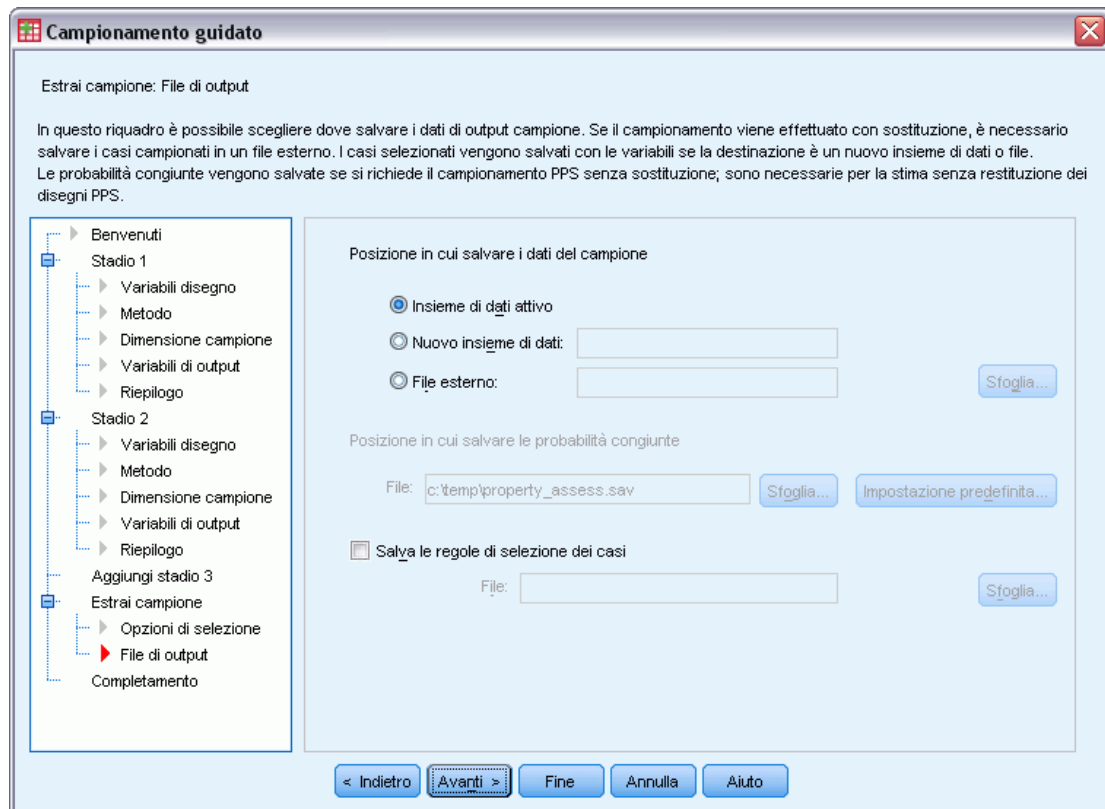 Campionamento guidato
Estrai campione: File di output
In questo riquadro è possibile scegliere dove salvare i dati di output campione. Se il campionamento viene effettuato con sostituzione, è necessario
salvare i casi campionati in un file esterno. I casi selezionati vengono salvati con le variabili se la destinazione è un nuovo insieme di dati o file.
Le probabilità congiunte vengono salvate se si richiede il campionamento PPS senza sostituzione; sono necessarie per la stima senza restituzione dei
disegni PPS.
Benvenuti
Stadio 1
Variabili disegno
Metodo
Dimensione campione
Variabili di output
Riepilogo
Stadio 2
Variabili disegno
Metodo
Dimensione campione
Variabili di output
Riepilogo
Aggiungi stadio 3
Estrai campione
Opzioni di selezione
File di output
Completamento
Posizione in cui salvare i dati del campione
Insieme di dati attivo
Nuovo insieme di dati:
File esterno:
Sfoglia...
Posizione in cui salvare le probabilità congiunte
File: c:\temp\property_assess.sav Sfoglia... Impostazione predefinita...
Salva le regole di selezione dei casi
File:
Sfoglia...
< Indietro Avanti > Fine Annulla Aiuto